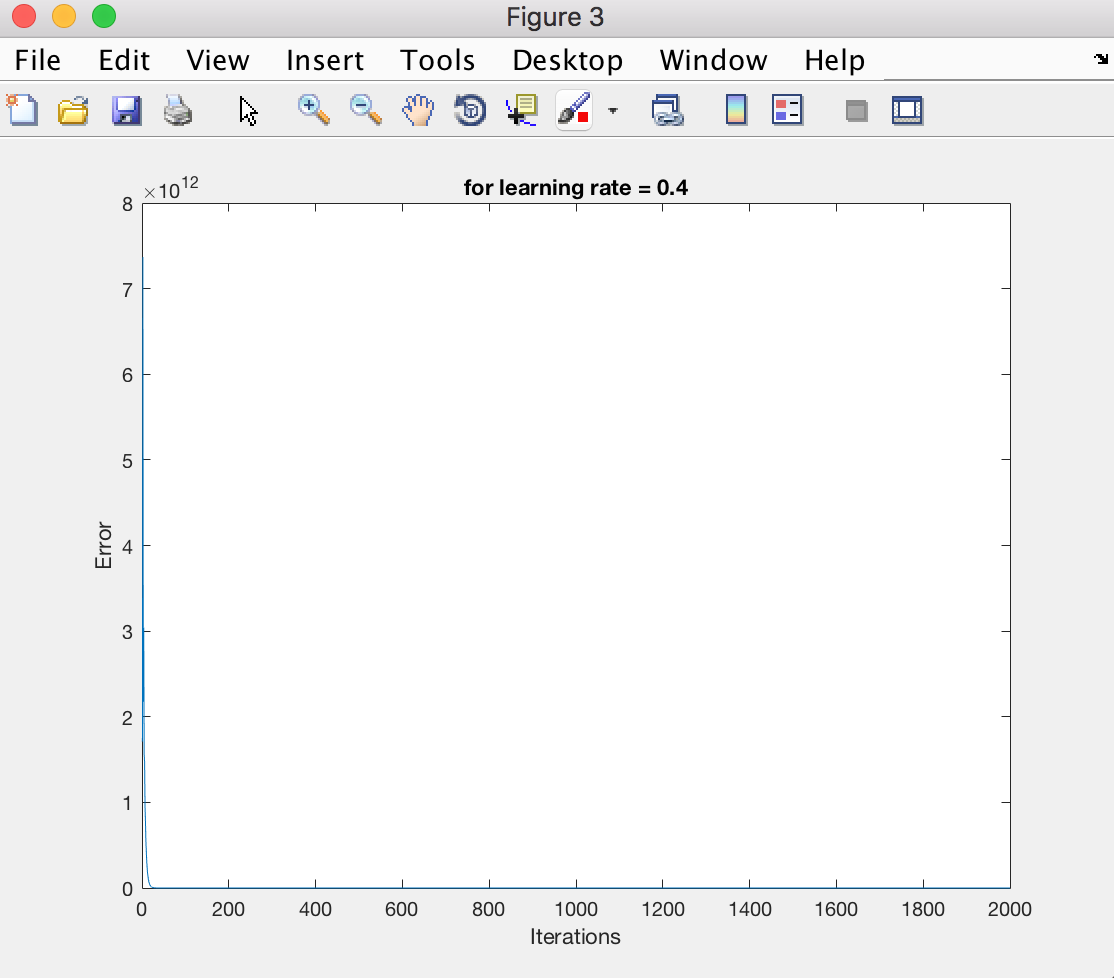 Figure 3
File Edit View Insert Tools Desktop Window Help
for learning rate = 0.4
×10^12
8
7
6
5
4
3
2
1
0
Error
0 200 400 600 800 1000 1200 1400 1600 1800 2000
Iterations